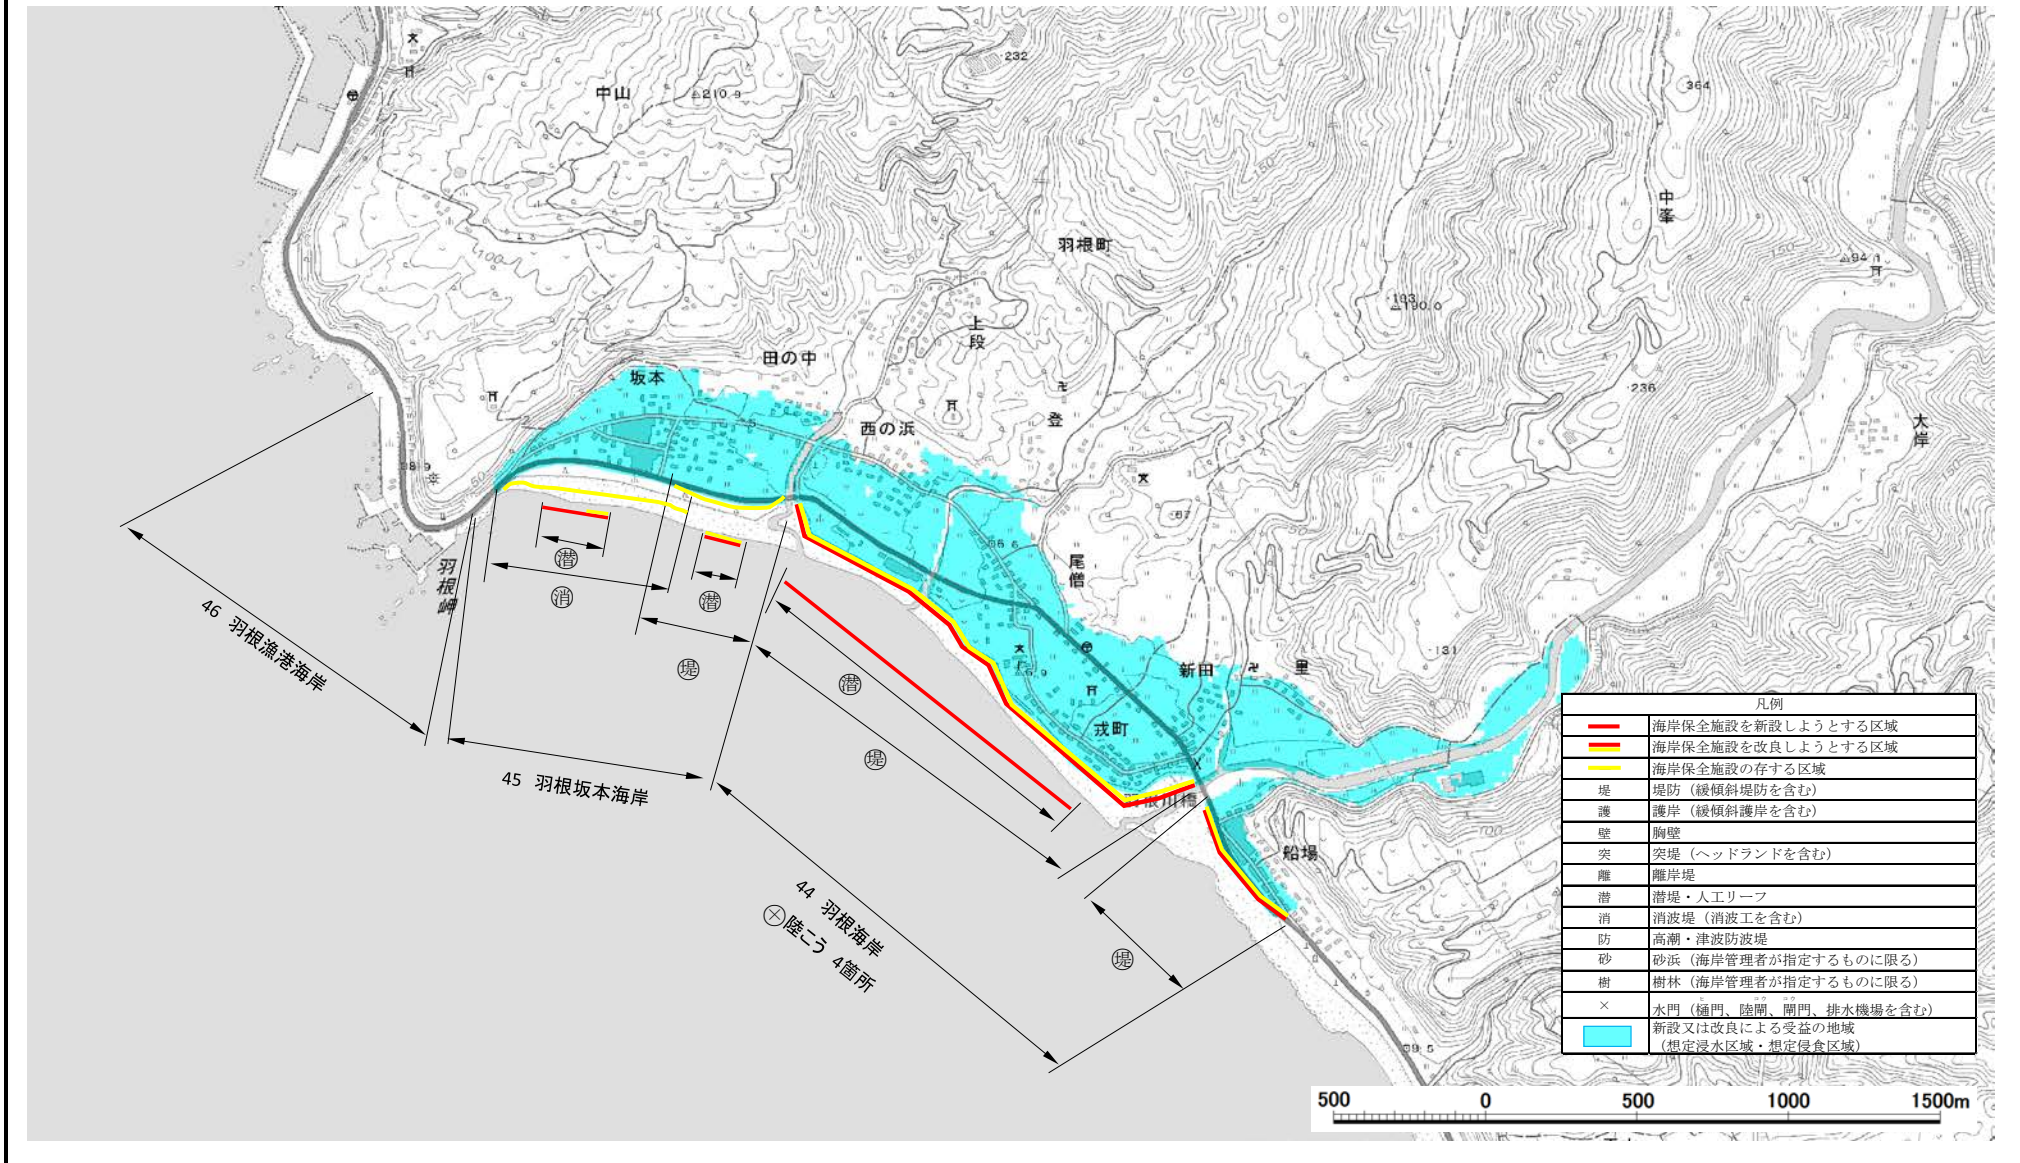 中山
210.9
232
364
中峯
羽根町
94.1
193
190.0
上段
田の中
坂本
236
登
西の浜
大岸
67
尾僧
羽根岬
潜
消
潜
46 羽根漁港海岸
堤
潜
131
新田
里
戎町
堤
45 羽根坂本海岸
羽根川橋
船場
44 羽根海岸
×陸こう 4箇所
堤
凡例
海岸保全施設を新設しようとする区域
海岸保全施設を改良しようとする区域
海岸保全施設の存する区域
堤 堤防（緩傾斜堤防を含む）
護 護岸（緩傾斜護岸を含む）
壁 胸壁
突 突堤（ヘッドランドを含む）
離 離岸堤
潜 潜堤・人工リーフ
消 消波堤（消波工を含む）
防 高潮・津波防波堤
砂 砂浜（海岸管理者が指定するものに限る）
樹 樹林（海岸管理者が指定するものに限る）
× 水門（樋門、陸閘、閘門、排水機場を含む）
新設又は改良による受益の地域
（想定浸水区域・想定侵食区域）
500 0 500 1000 1500m